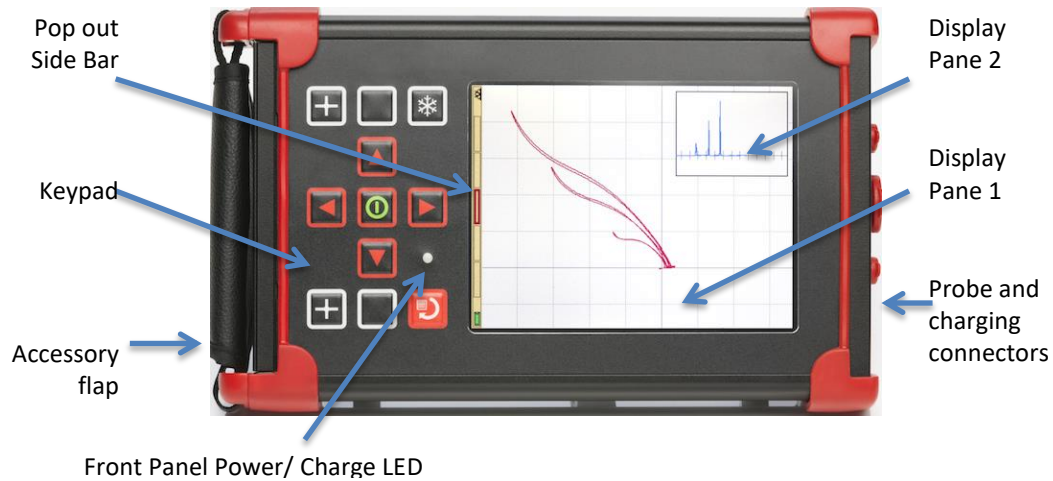 Pop out
Side Bar
Display
Pane 2
Keypad
Display
Pane 1
Probe and
charging
connectors
Accessory
flap
Front Panel Power/ Charge LED